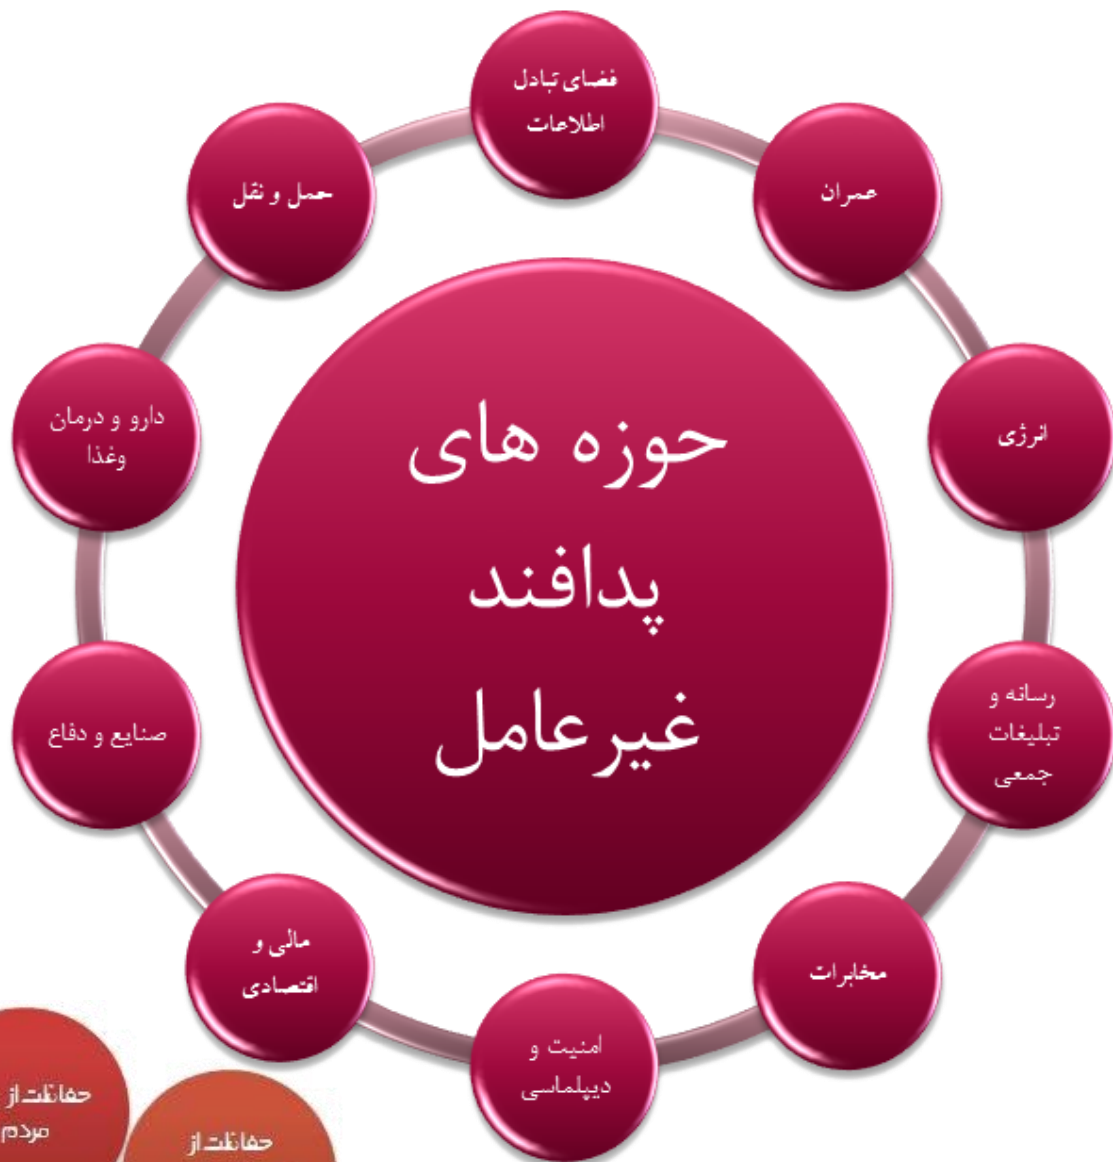 فضای تبادل
اطلاعات
عمران
انرژی
رسانه و
تبلیغات
جمعی
مخابرات
امنیت و
دیپلماسی
مالی و
اقتصادی
صنایع و دفاع
دارو و درمان
وغذا
حمل و نقل
حوزه های
پدافند
غیرعامل
حفاظت از
مردم
حفاظت از